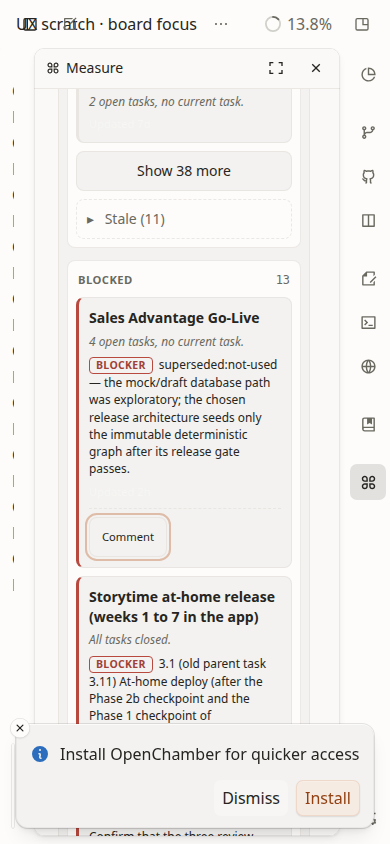 scratch · board focus
13.8%
Measure
2 open tasks, no current task.
Show 38 more
Stale (11)
BLOCKED 13
Sales Advantage Go-Live
4 open tasks, no current task.
BLOCKER superseded:not-used
— the mock/draft database path
was exploratory; the chosen
release architecture seeds only
the immutable deterministic
graph after its release gate
passes.
Comment
Storytime at-home release
(weeks 1 to 7 in the app)
All tasks closed.
BLOCKER 3.1 (old parent task
3.11) At-home deploy (after the
Phase 2b checkpoint and the
Phase 1 checkpoint of
Install OpenChamber for quicker access
Dismiss Install
Confirm that the three review